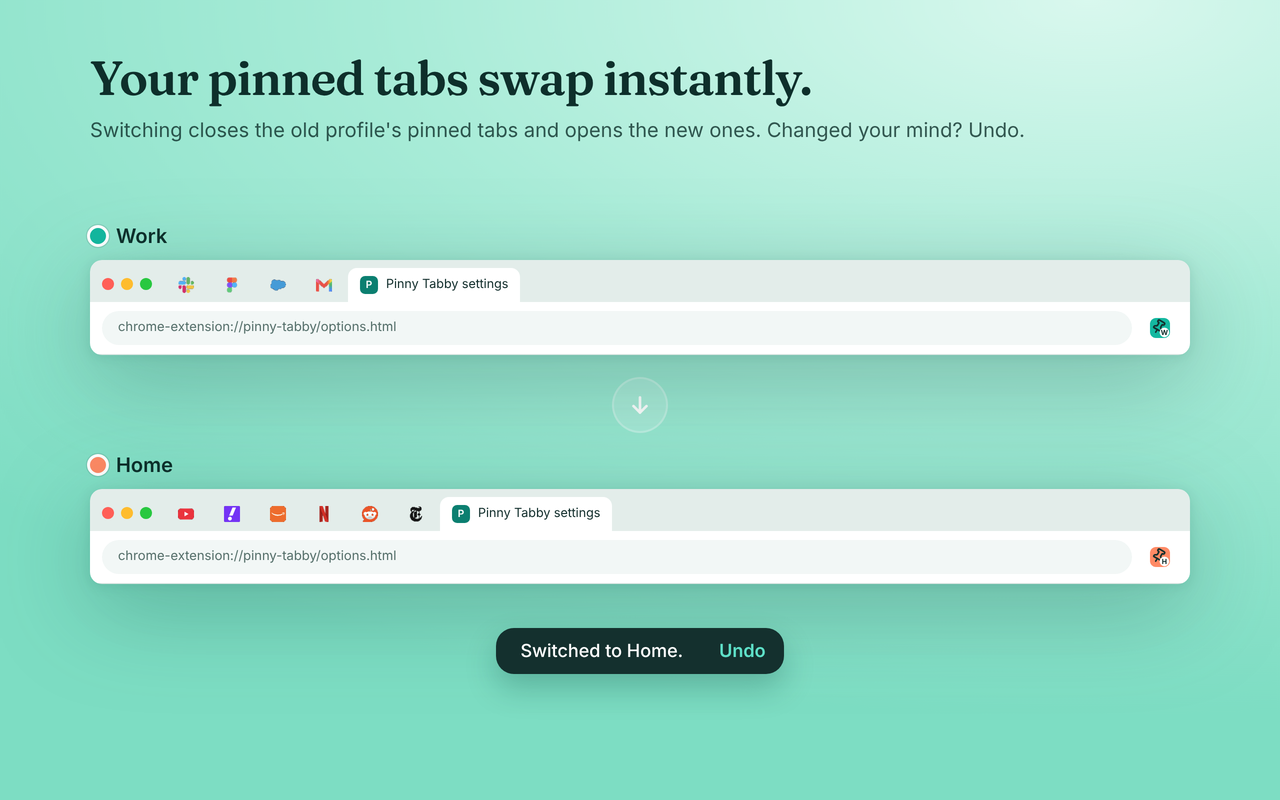 Your pinned tabs swap instantly.
Switching closes the old profile's pinned tabs and opens the new ones. Changed your mind? Undo.
Work
P Pinny Tabby settings
chrome-extension://pinny-tabby/options.html
W
Home
P Pinny Tabby settings
chrome-extension://pinny-tabby/options.html
H
Switched to Home. Undo